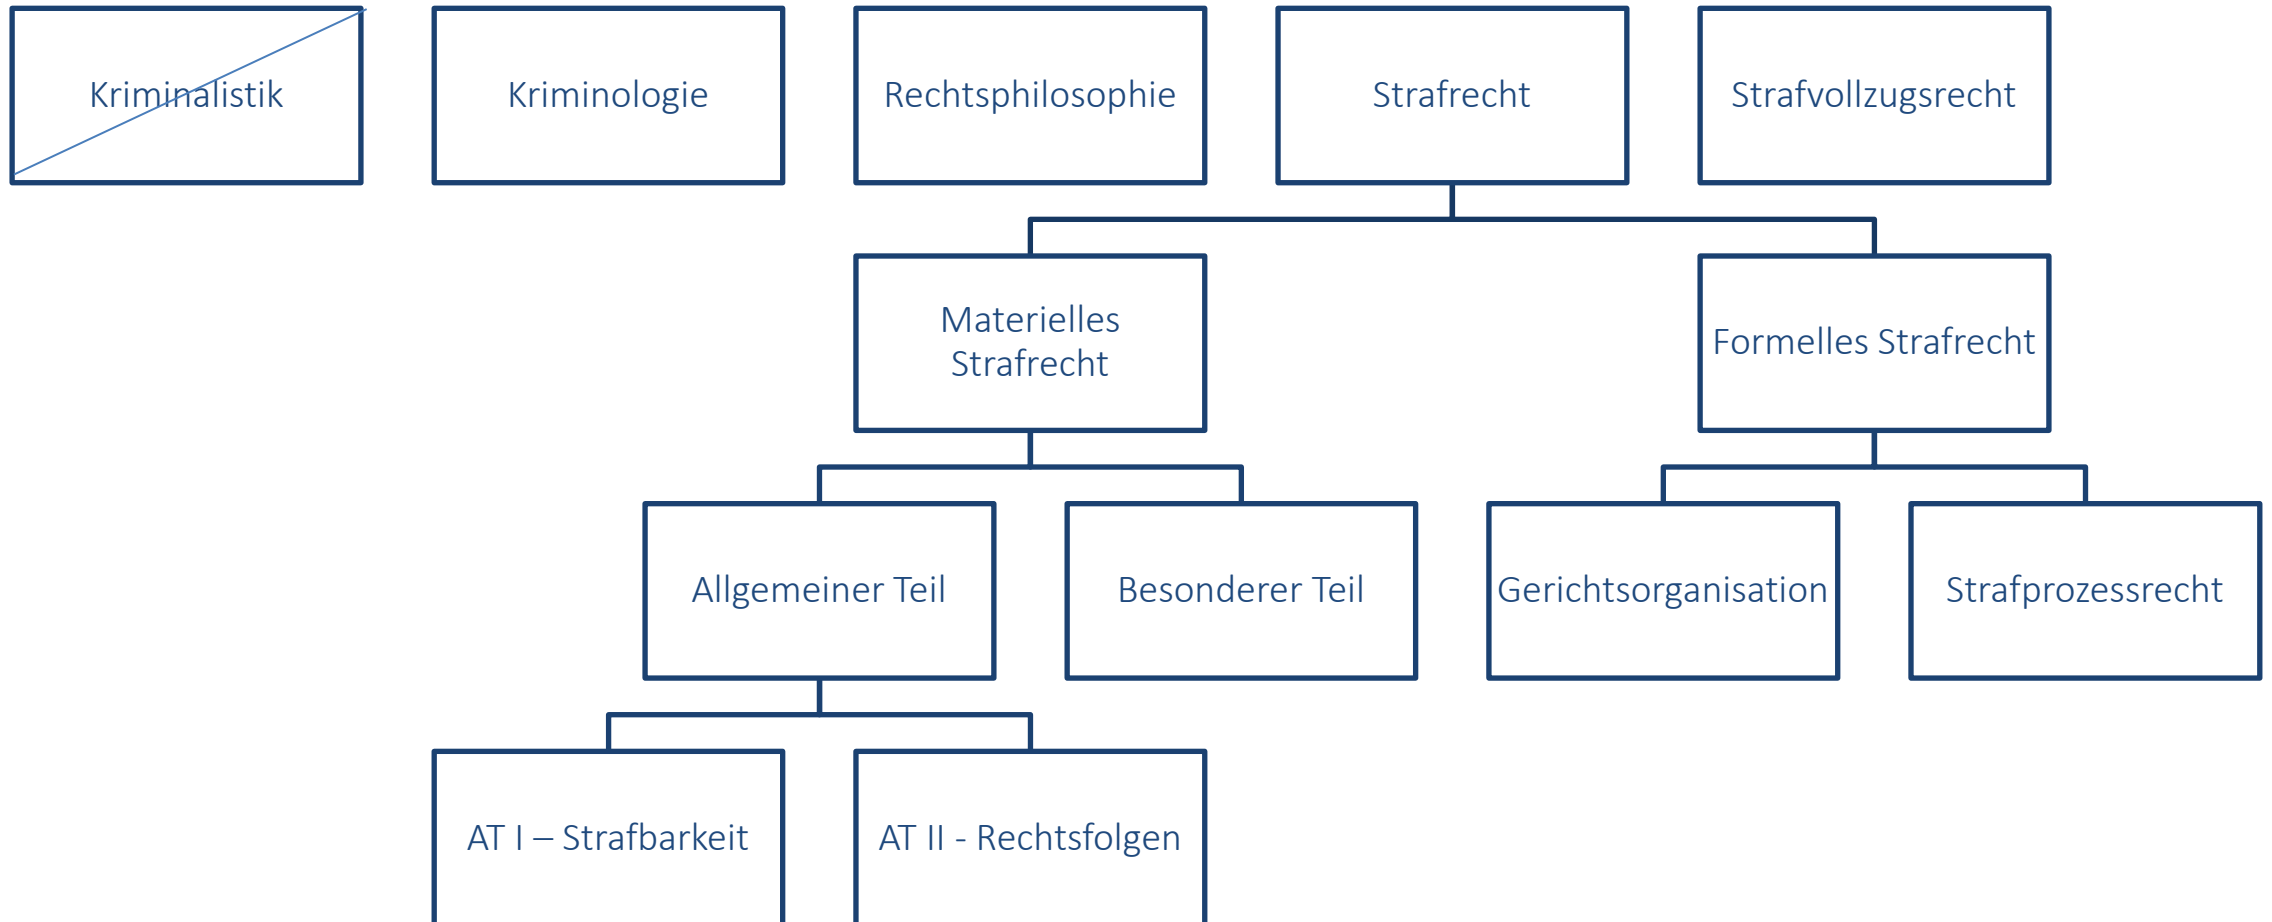 Kriminalistik
Kriminologie
Rechtsphilosophie
Strafrecht
Strafvollzugsrecht
Materielles
Strafrecht
Formelles Strafrecht
Allgemeiner Teil
Besonderer Teil
Gerichtsorganisation
Strafprozessrecht
AT I – Strafbarkeit
AT II - Rechtsfolgen